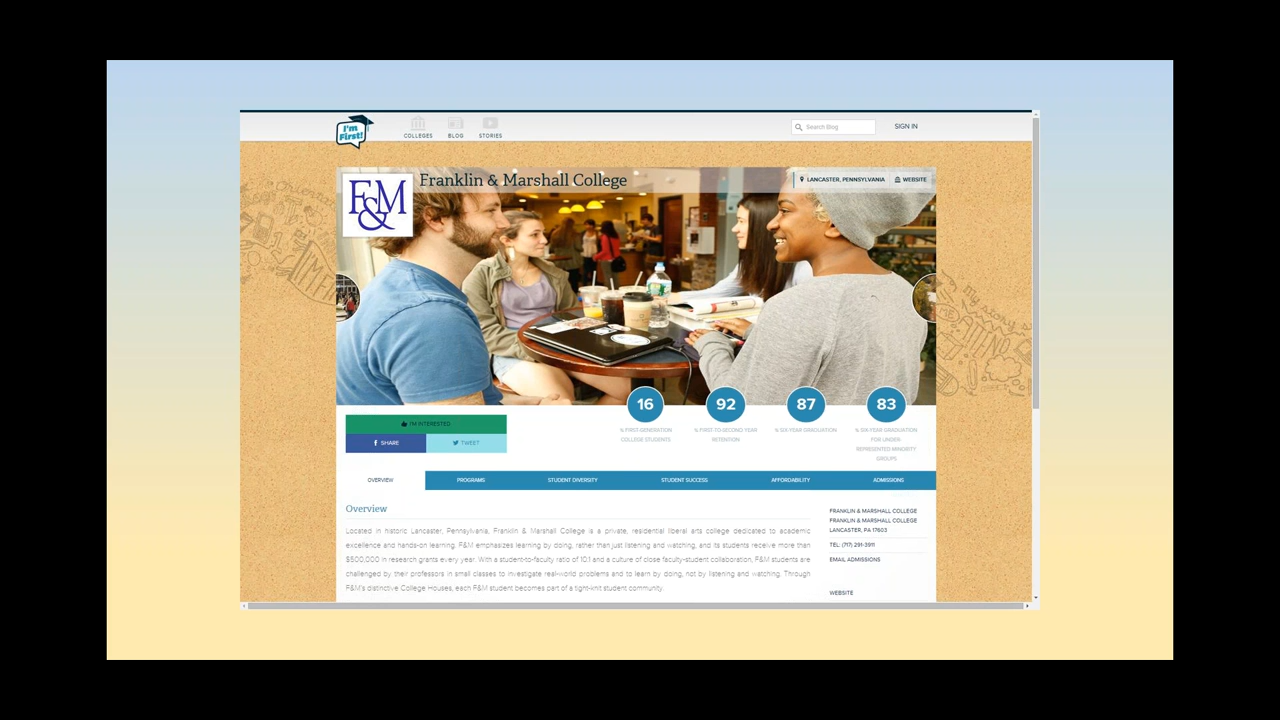 I'm
First!
COLLEGES
BLOG
STORIES
Search Blog
SIGN IN
F&M
Franklin & Marshall College
LANCASTER, PENNSYLVANIA
WEBSITE
16
92
87
83
% FIRST-GENERATION
COLLEGE STUDENTS
% FIRST-TO-SECOND YEAR
RETENTION
% SIX-YEAR GRADUATION
% SIX-YEAR GRADUATION
FOR UNDER-
REPRESENTED MINORITY
GROUPS
I'M INTERESTED
SHARE
TWEET
OVERVIEW
PROGRAMS
STUDENT DIVERSITY
STUDENT SUCCESS
AFFORDABILITY
ADMISSIONS
Overview
Located in historic Lancaster, Pennsylvania, Franklin & Marshall College is a private, residential liberal arts college dedicated to academic
excellence and hands-on learning. F&M emphasizes learning by doing, rather than just listening and watching, and its students receive more than
$500,000 in research grants every year. With a student-to-faculty ratio of 10:1 and a culture of close faculty-student collaboration, F&M students are
challenged by their professors in small classes to investigate real-world problems and to learn by doing, not by listening and watching. Through
F&M's distinctive College Houses, each F&M student becomes part of a tight-knit student community.
FRANKLIN & MARSHALL COLLEGE
FRANKLIN & MARSHALL COLLEGE
LANCASTER, PA 17603
TEL: (717) 291-3911
EMAIL ADMISSIONS
WEBSITE